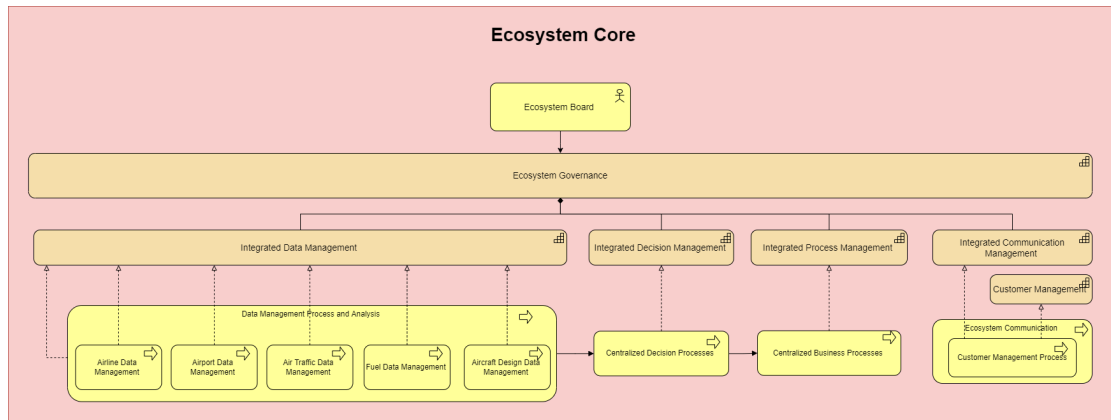 Ecosystem Core
Ecosystem Board
Ecosystem Governance
Integrated Data Management
Integrated Decision Management
Integrated Process Management
Integrated Communication
Management
Customer Management
Data Management Process and Analysis
Airline Data
Management
Airport Data
Management
Air Traffic Data
Management
Fuel Data Management
Aircraft Design Data
Management
Centralized Decision Processes
Centralized Business Processes
Ecosystem Communication
Customer Management Process